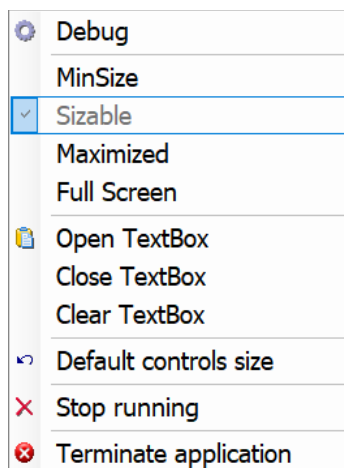 Debug
MinSize
Sizable
Maximized
Full Screen
Open TextBox
Close TextBox
Clear TextBox
Default controls size
Stop running
Terminate application